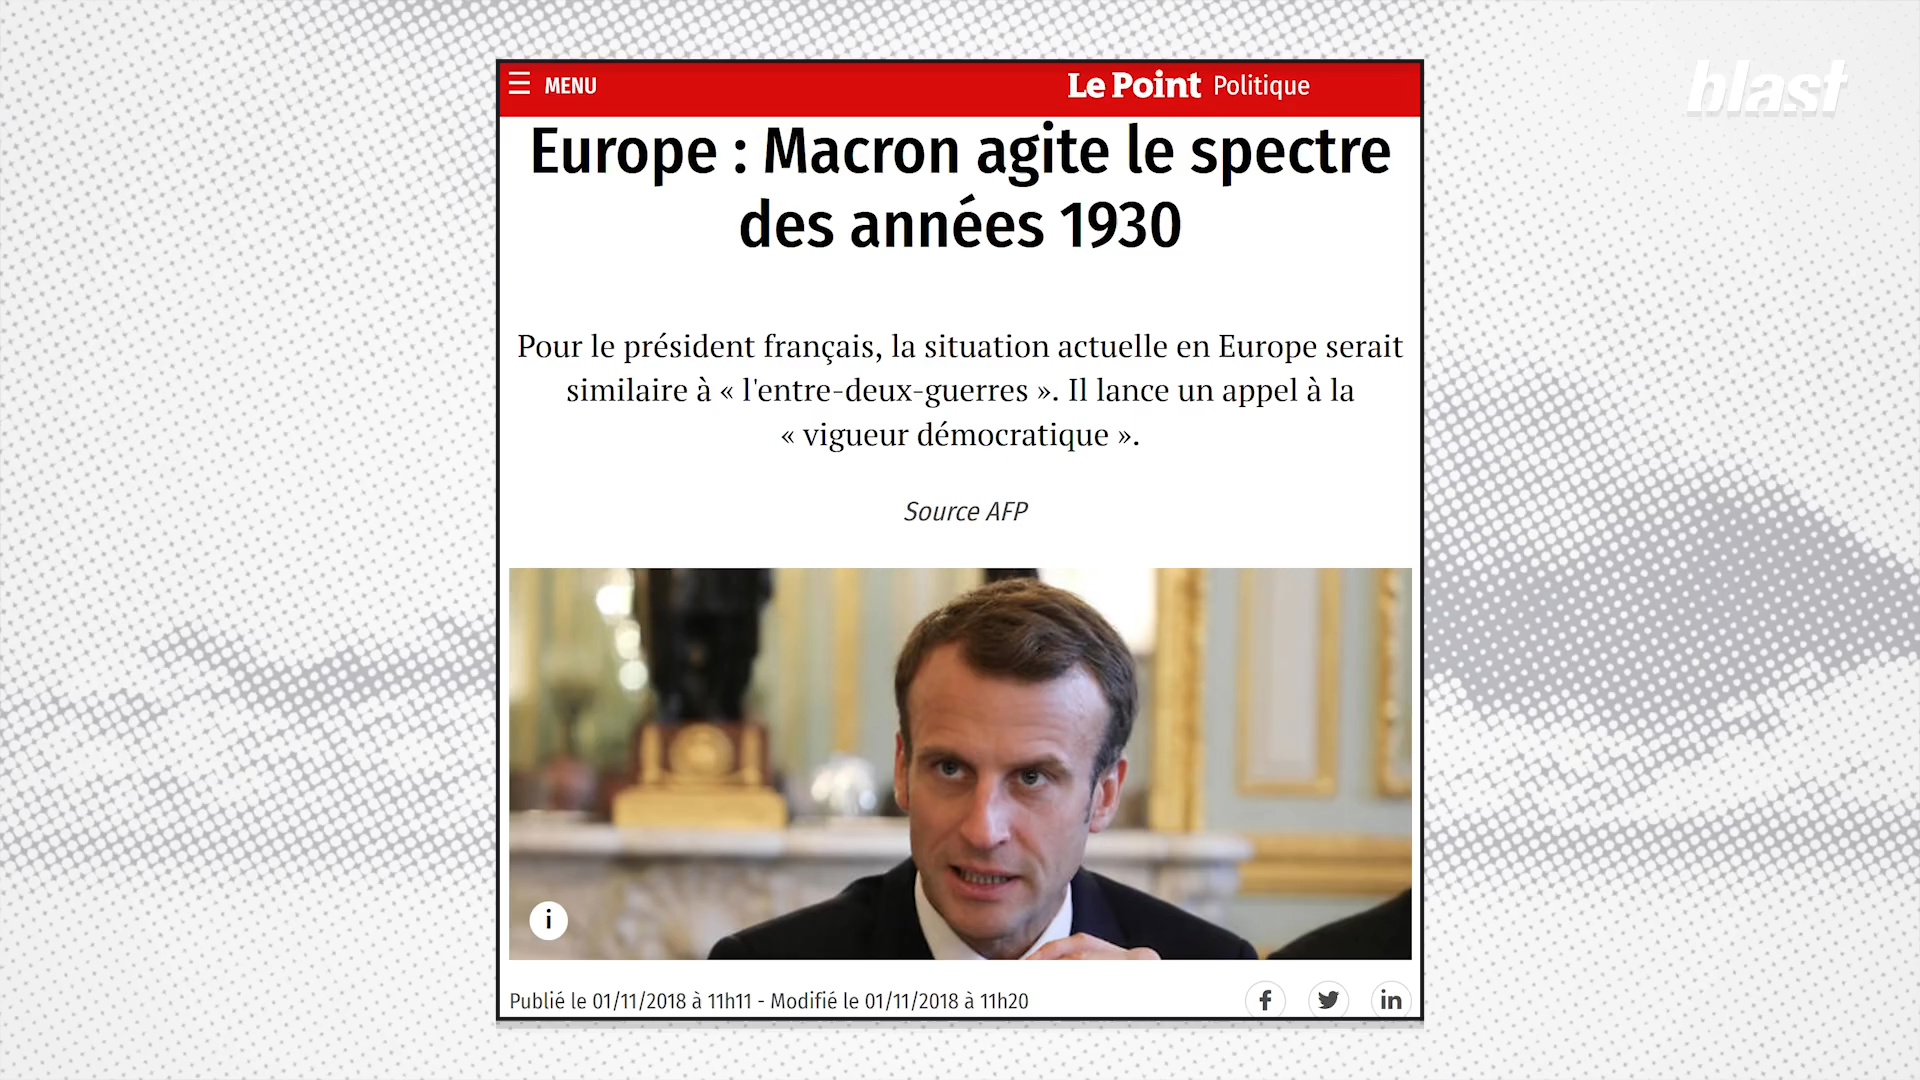 blast
MENU
Le Point Politique
Europe : Macron agite le spectre
des années 1930
Pour le président français, la situation actuelle en Europe serait
similaire à « l'entre-deux-guerres ». Il lance un appel à la
« vigueur démocratique ».
Source AFP
i
Publié le 01/11/2018 à 11h11 - Modifié le 01/11/2018 à 11h20
f
in